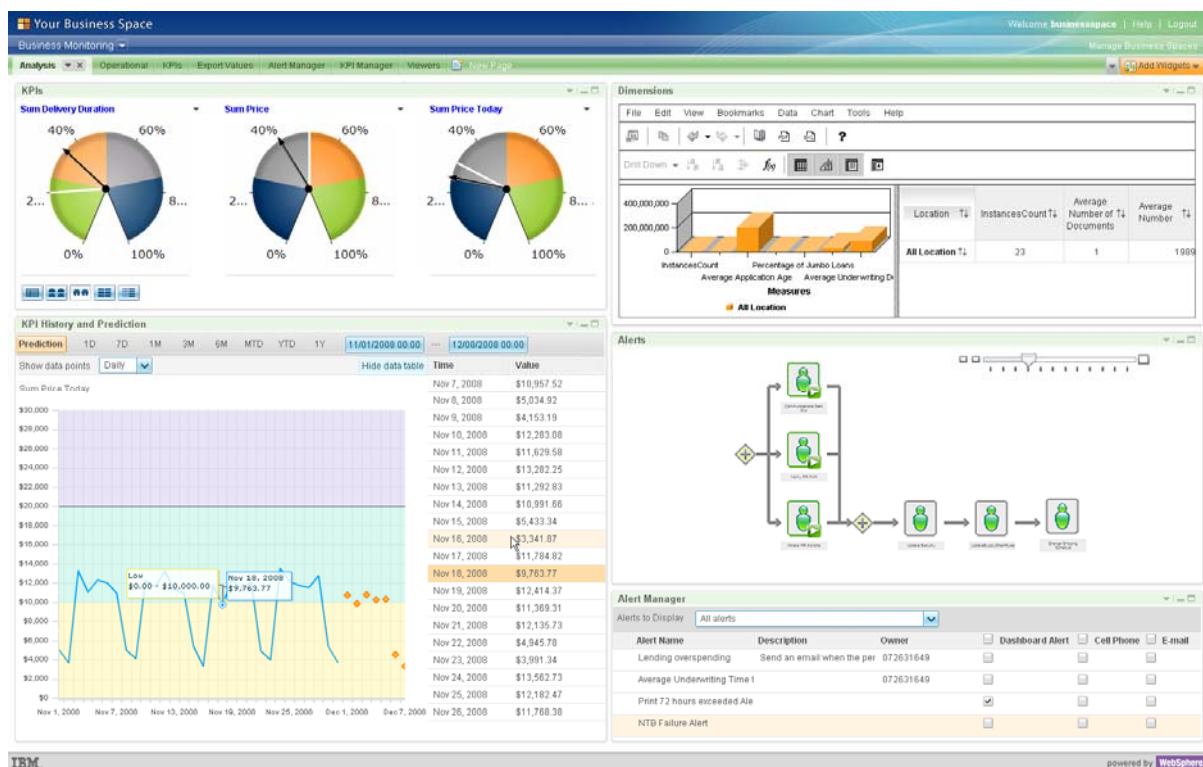 Your Business Space
Welcome businessspace | Help | Logout
Business Monitoring
Manage Business Spaces
Analysis Operational KPIs Export Values Alert Manager KPI Manager Viewers New Page
Add Widgets
KPIs
Sum Delivery Duration Sum Price Sum Price Today
40% 60% 40% 60% 40% 60%
2... 8... 2... 8... 2... 8...
0% 100% 0% 100% 0% 100%
Dimensions
File Edit View Bookmarks Data Chart Tools Help
Drill Down
400,000,000
200,000,000
0
InstancesCount Percentage of Jumbo Loans
Average Application Age Average Underwriting D
Measures
All Location
Location InstancesCount Average Number of Documents Average Number
All Location 23 1 1989
KPI History and Prediction
Prediction 1D 7D 1M 3M 6M MTD YTD 1Y 11/01/2008 00:00 --- 12/08/2008 00:00
Show data points Daily Hide data table
Sum Price Today
$30,000
$28,000
$26,000
$24,000
$22,000
$20,000
$18,000
$16,000
$14,000
$12,000
$10,000
$8,000
$6,000
$4,000
$2,000
$0
Low
$0.00 - $10,000.00
Nov 18, 2008
$9,763.77
Nov 1, 2008 Nov 7, 2008 Nov 13, 2008 Nov 19, 2008 Nov 25, 2008 Dec 1, 2008 Dec 7, 2008
Time Value
Nov 7, 2008 $10,957.52
Nov 8, 2008 $5,034.92
Nov 9, 2008 $4,153.19
Nov 10, 2008 $12,283.08
Nov 11, 2008 $11,629.58
Nov 12, 2008 $13,282.25
Nov 13, 2008 $11,292.83
Nov 14, 2008 $10,991.66
Nov 15, 2008 $5,433.34
Nov 16, 2008 $3,341.87
Nov 17, 2008 $11,784.82
Nov 18, 2008 $9,763.77
Nov 19, 2008 $12,414.37
Nov 20, 2008 $11,369.31
Nov 21, 2008 $12,135.73
Nov 22, 2008 $4,945.78
Nov 23, 2008 $3,991.34
Nov 24, 2008 $13,562.73
Nov 25, 2008 $12,182.47
Nov 26, 2008 $11,768.38
Alerts
Alert Manager
Alerts to Display All alerts
Alert Name Description Owner Dashboard Alert Cell Phone E-mail
Lending overspending Send an email when the per 072631649
Average Underwriting Time t 072631649
Print 72 hours exceeded Ale
NTB Failure Alert
IBM
powered by WebSphere